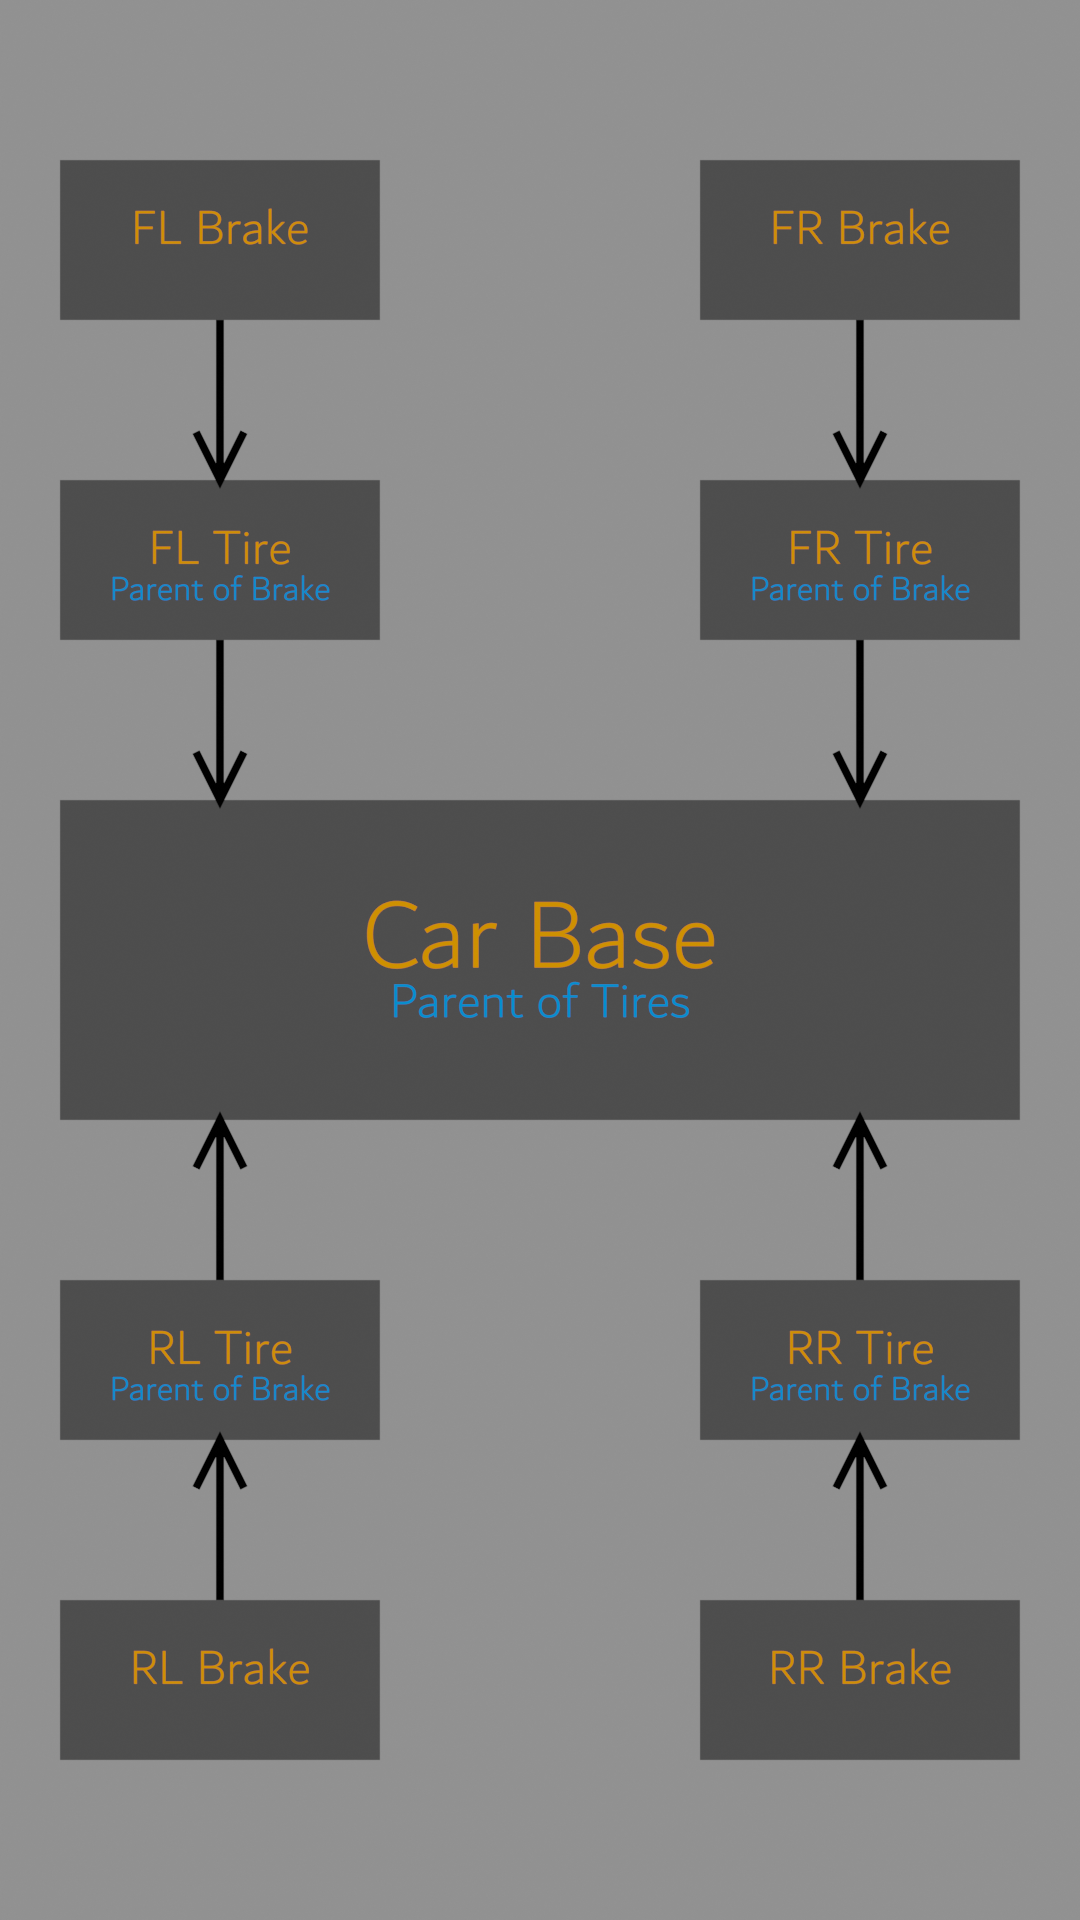 FL Brake
FR Brake
FL Tire
Parent of Brake
FR Tire
Parent of Brake
Car Base
Parent of Tires
RL Tire
Parent of Brake
RR Tire
Parent of Brake
RL Brake
RR Brake